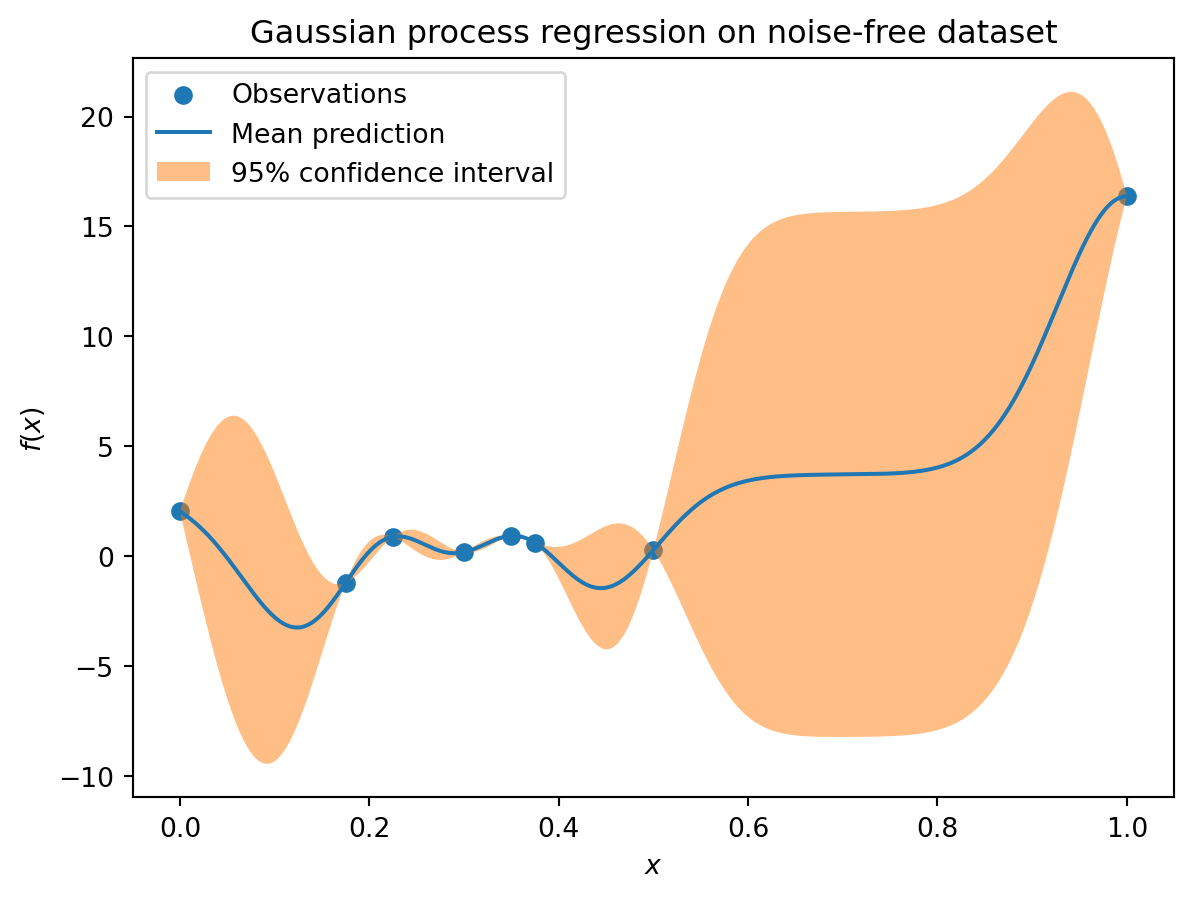 Gaussian process regression on noise-free dataset
Observations
Mean prediction
95% confidence interval
f(x)
20
15
10
5
0
−5
−10
0.0 0.2 0.4 0.6 0.8 1.0
x